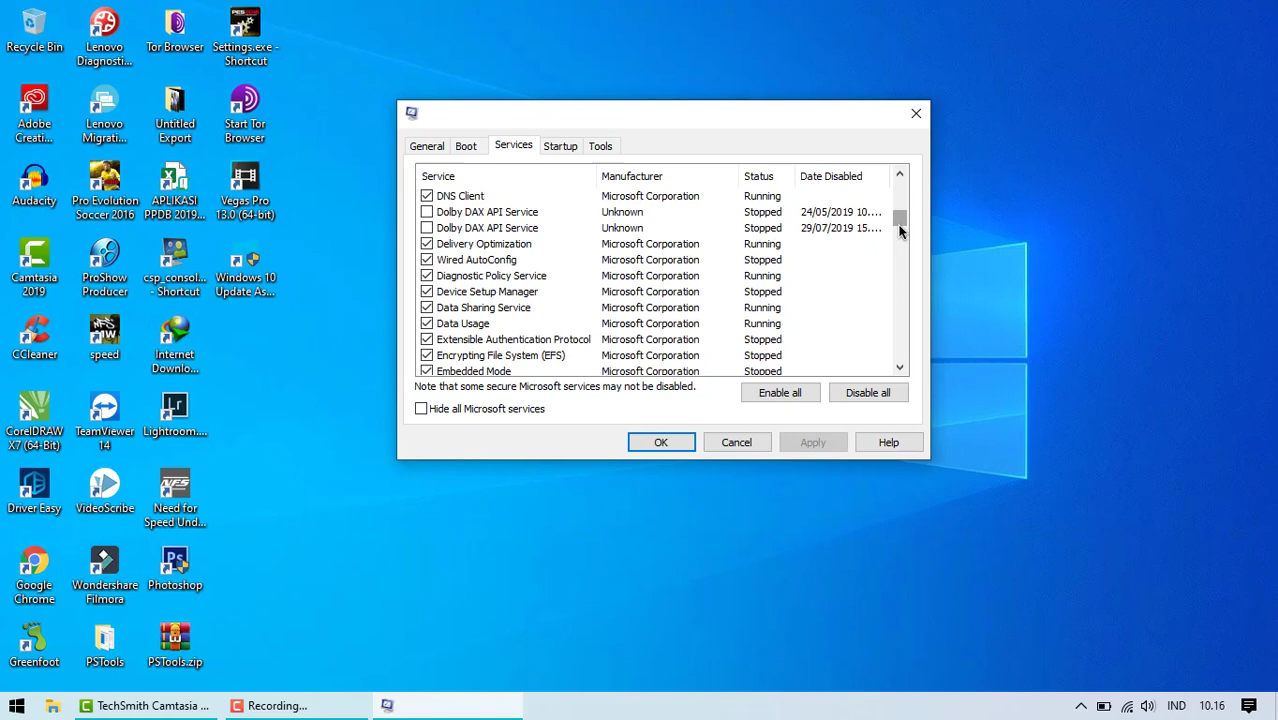 Recycle Bin
Lenovo
Diagnosti...
Tor Browser
Settings.exe -
Shortcut
Adobe
Creati...
Lenovo
Migrati...
Untitled
Export
Start Tor
Browser
Audacity
Pro Evolution
Soccer 2016
APLIKASI
PPDB 2019...
Vegas Pro
13.0 (64-bit)
Camtasia
2019
ProShow
Producer
csp_consol...
- Shortcut
Windows 10
Update As...
CCleaner
speed
Internet
Downlo...
CorelDRAW
X7 (64-Bit)
TeamViewer
14
Lightroom....
Driver Easy
VideoScribe
Need for
Speed Und...
Google
Chrome
Wondershare
Filmora
Photoshop
Greenfoot
PSTools
PSTools.zip
General Boot Services Startup Tools
Service Manufacturer Status Date Disabled
DNS Client Microsoft Corporation Running
Dolby DAX API Service Unknown Stopped 24/05/2019 10....
Dolby DAX API Service Unknown Stopped 29/07/2019 15....
Delivery Optimization Microsoft Corporation Running
Wired AutoConfig Microsoft Corporation Stopped
Diagnostic Policy Service Microsoft Corporation Running
Device Setup Manager Microsoft Corporation Stopped
Data Sharing Service Microsoft Corporation Running
Data Usage Microsoft Corporation Running
Extensible Authentication Protocol Microsoft Corporation Stopped
Encrypting File System (EFS) Microsoft Corporation Stopped
Embedded Mode Microsoft Corporation Stopped
Note that some secure Microsoft services may not be disabled.
Enable all Disable all
Hide all Microsoft services
OK Cancel Apply Help
TechSmith Camtasia ... Recording... IND 10.16